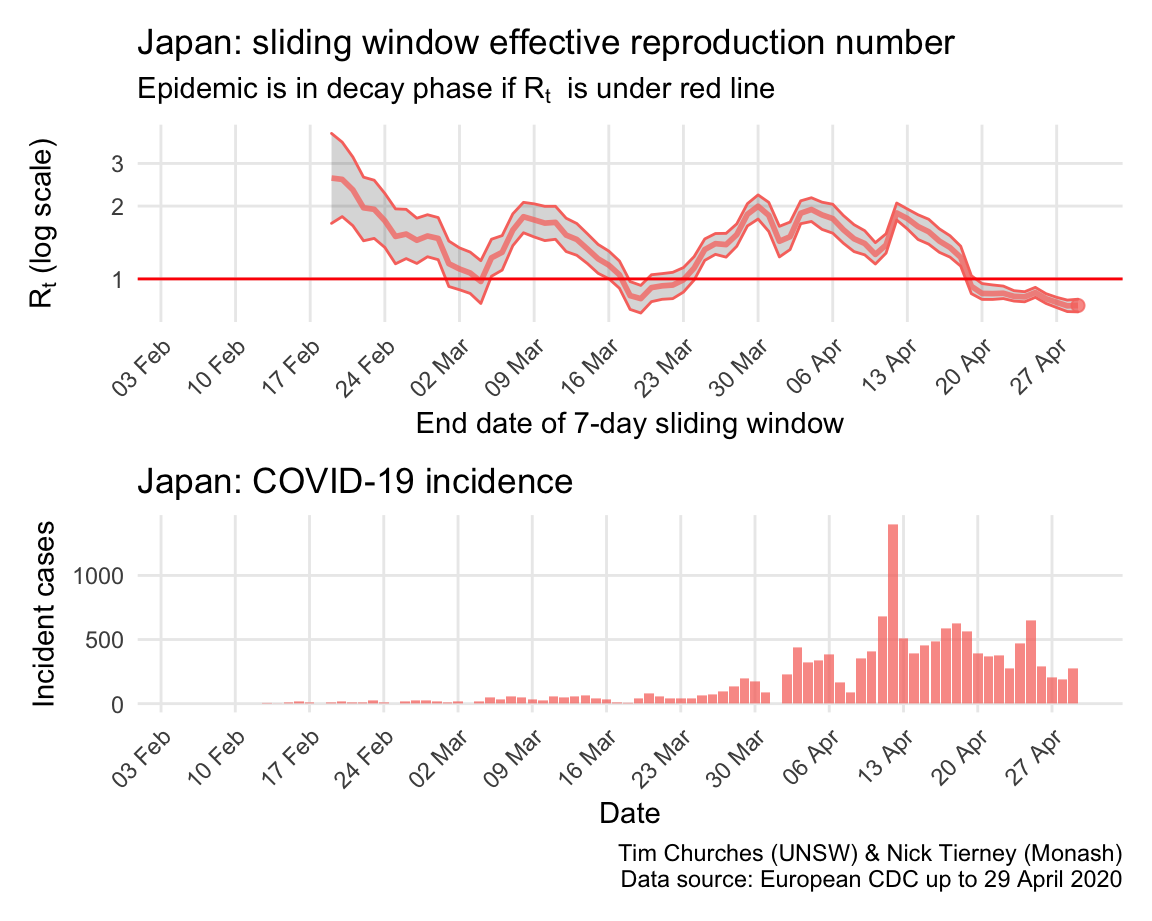 Japan: sliding window effective reproduction number
Epidemic is in decay phase if Rt is under red line
Rt (log scale)
3
2
1
03 Feb
10 Feb
17 Feb
24 Feb
02 Mar
09 Mar
16 Mar
23 Mar
30 Mar
06 Apr
13 Apr
20 Apr
27 Apr
End date of 7-day sliding window
Japan: COVID-19 incidence
Incident cases
1000
500
0
03 Feb
10 Feb
17 Feb
24 Feb
02 Mar
09 Mar
16 Mar
23 Mar
30 Mar
06 Apr
13 Apr
20 Apr
27 Apr
Date
Tim Churches (UNSW) & Nick Tierney (Monash)
Data source: European CDC up to 29 April 2020